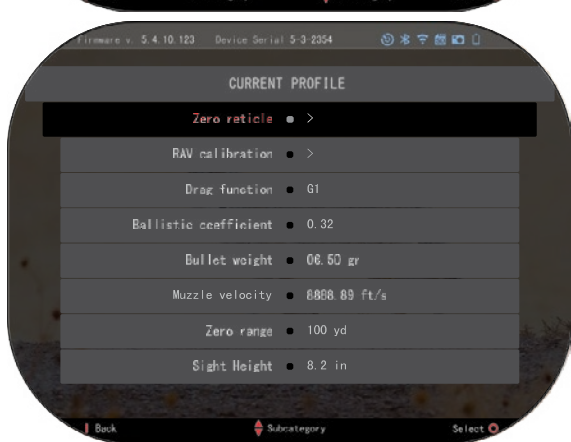 Firmware v. 5.4.10.123 Device Serial 5-3-2354
CURRENT PROFILE
Zero reticle ● >
RAV calibration ● >
Drag function ● G1
Ballistic coefficient ● 0.32
Bullet weight ● 06.50 gr
Muzzle velocity ● 8888.89 ft/s
Zero range ● 100 yd
Sight Height ● 8.2 in
Back Subcategory Select